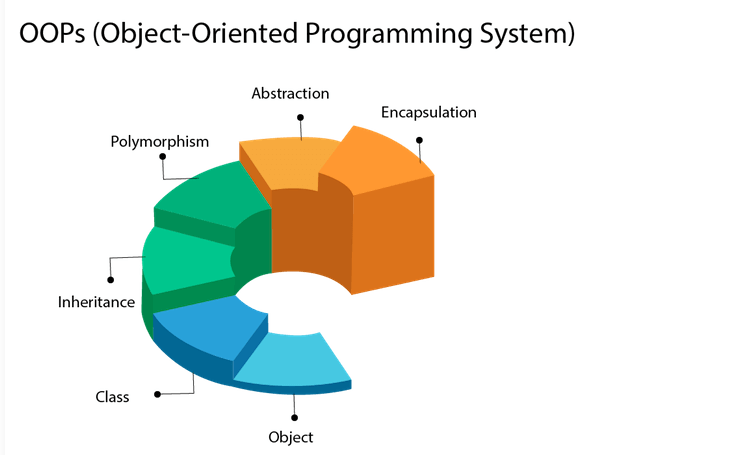 OOPs (Object-Oriented Programming System)
Abstraction
Encapsulation
Polymorphism
Inheritance
Class
Object